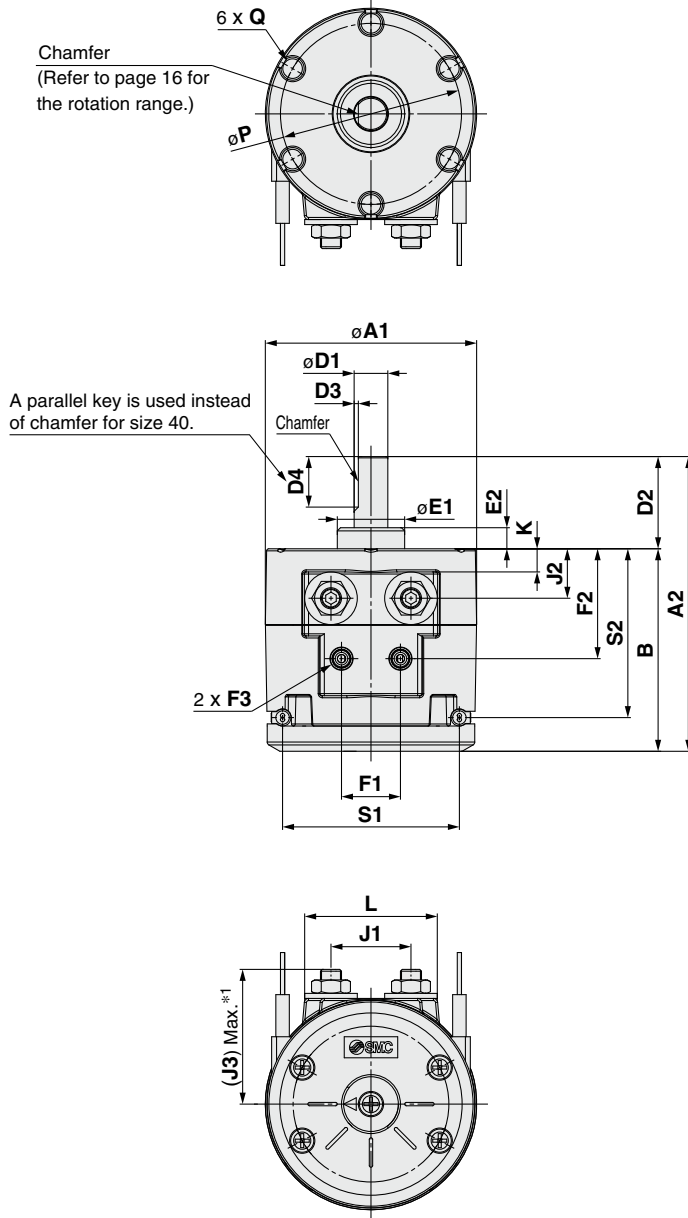 6 x Q
Chamfer
(Refer to page 16 for
the rotation range.)
øP
øA1
øD1
D3
A parallel key is used instead
of chamfer for size 40.
Chamfer
D4
øE1
E2
K
J2
F2
S2
B
D2
A2
2 x F3
F1
S1
L
J1
(J3) Max.*1
SMC